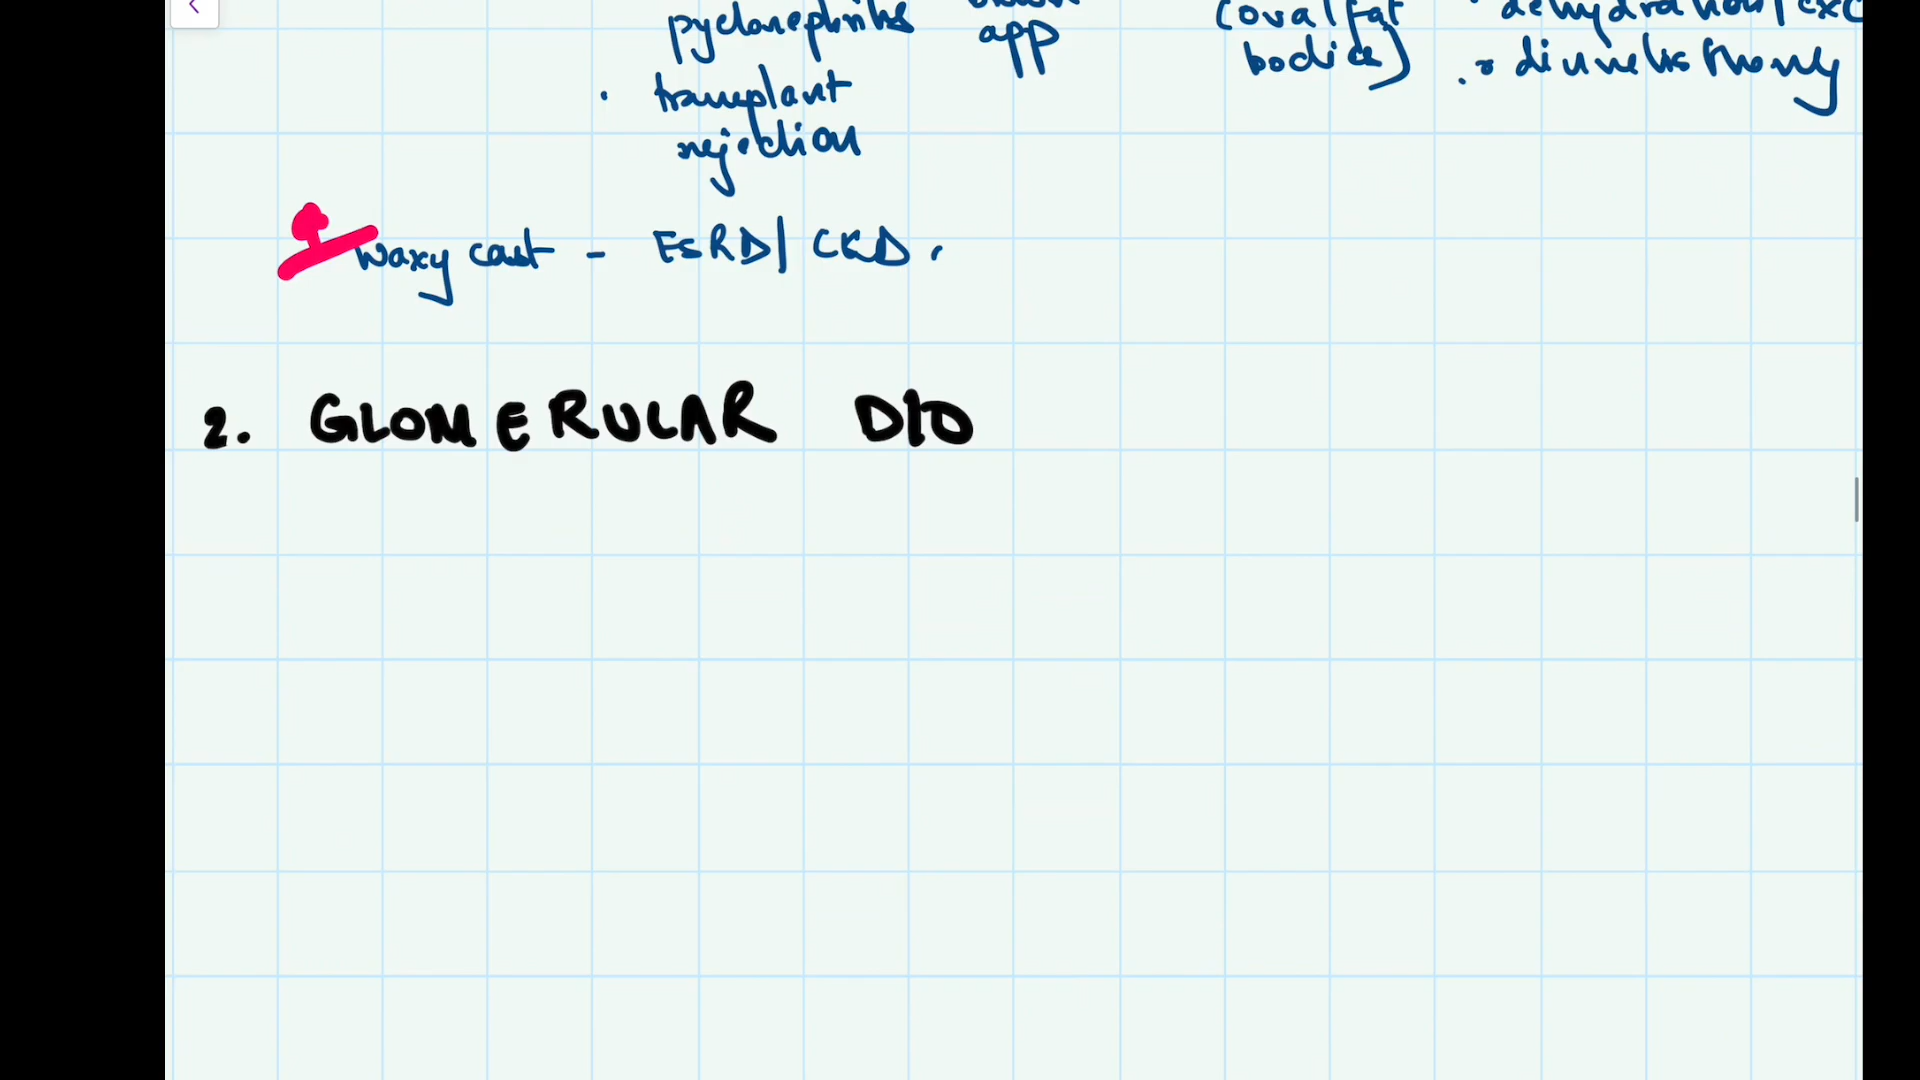 pyelonephritis
app
(oval fat
bodies)
diuretic therapy
• transplant
rejection
waxy cast - ESRD/ CKD.
2. GLOMERULAR D/O